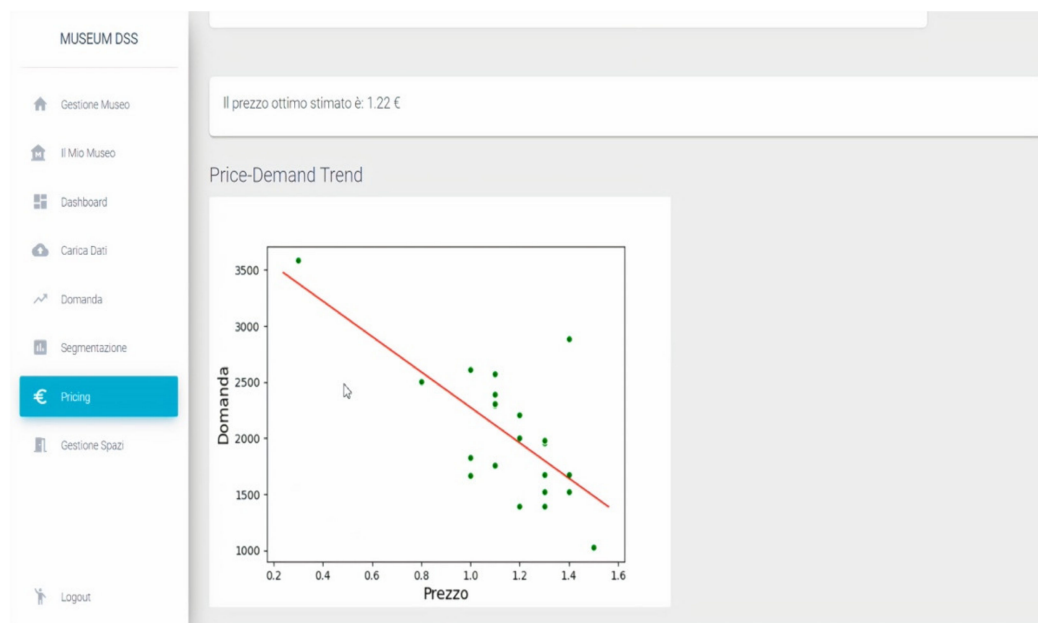 MUSEUM DSS
Gestione Museo
Il Mio Museo
Dashboard
Carica Dati
Domanda
Segmentazione
€ Pricing
Gestione Spazi
Logout
Il prezzo ottimo stimato è: 1.22 €
Price-Demand Trend
Domanda
3500
3000
2500
2000
1500
1000
0.2 0.4 0.6 0.8 1.0 1.2 1.4 1.6
Prezzo